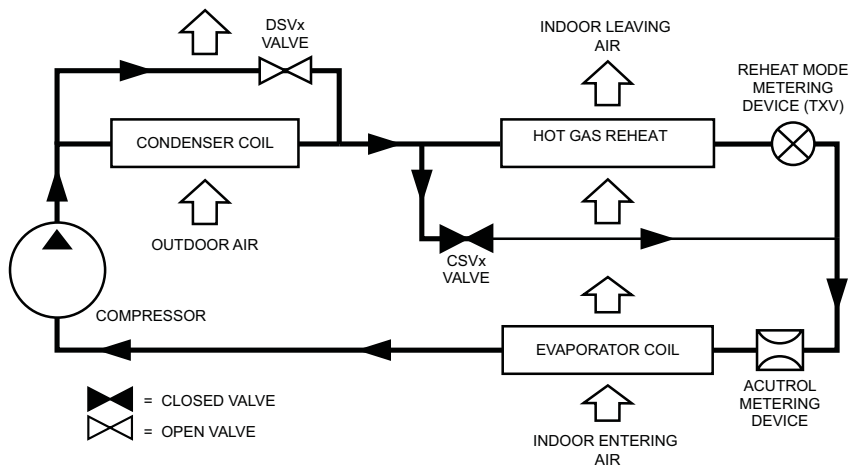 DSVx
VALVE
INDOOR LEAVING
AIR
REHEAT MODE
METERING
DEVICE (TXV)
CONDENSER COIL
HOT GAS REHEAT
OUTDOOR AIR
CSVx
VALVE
COMPRESSOR
EVAPORATOR COIL
ACUTROL
METERING
DEVICE
= CLOSED VALVE
= OPEN VALVE
INDOOR ENTERING
AIR